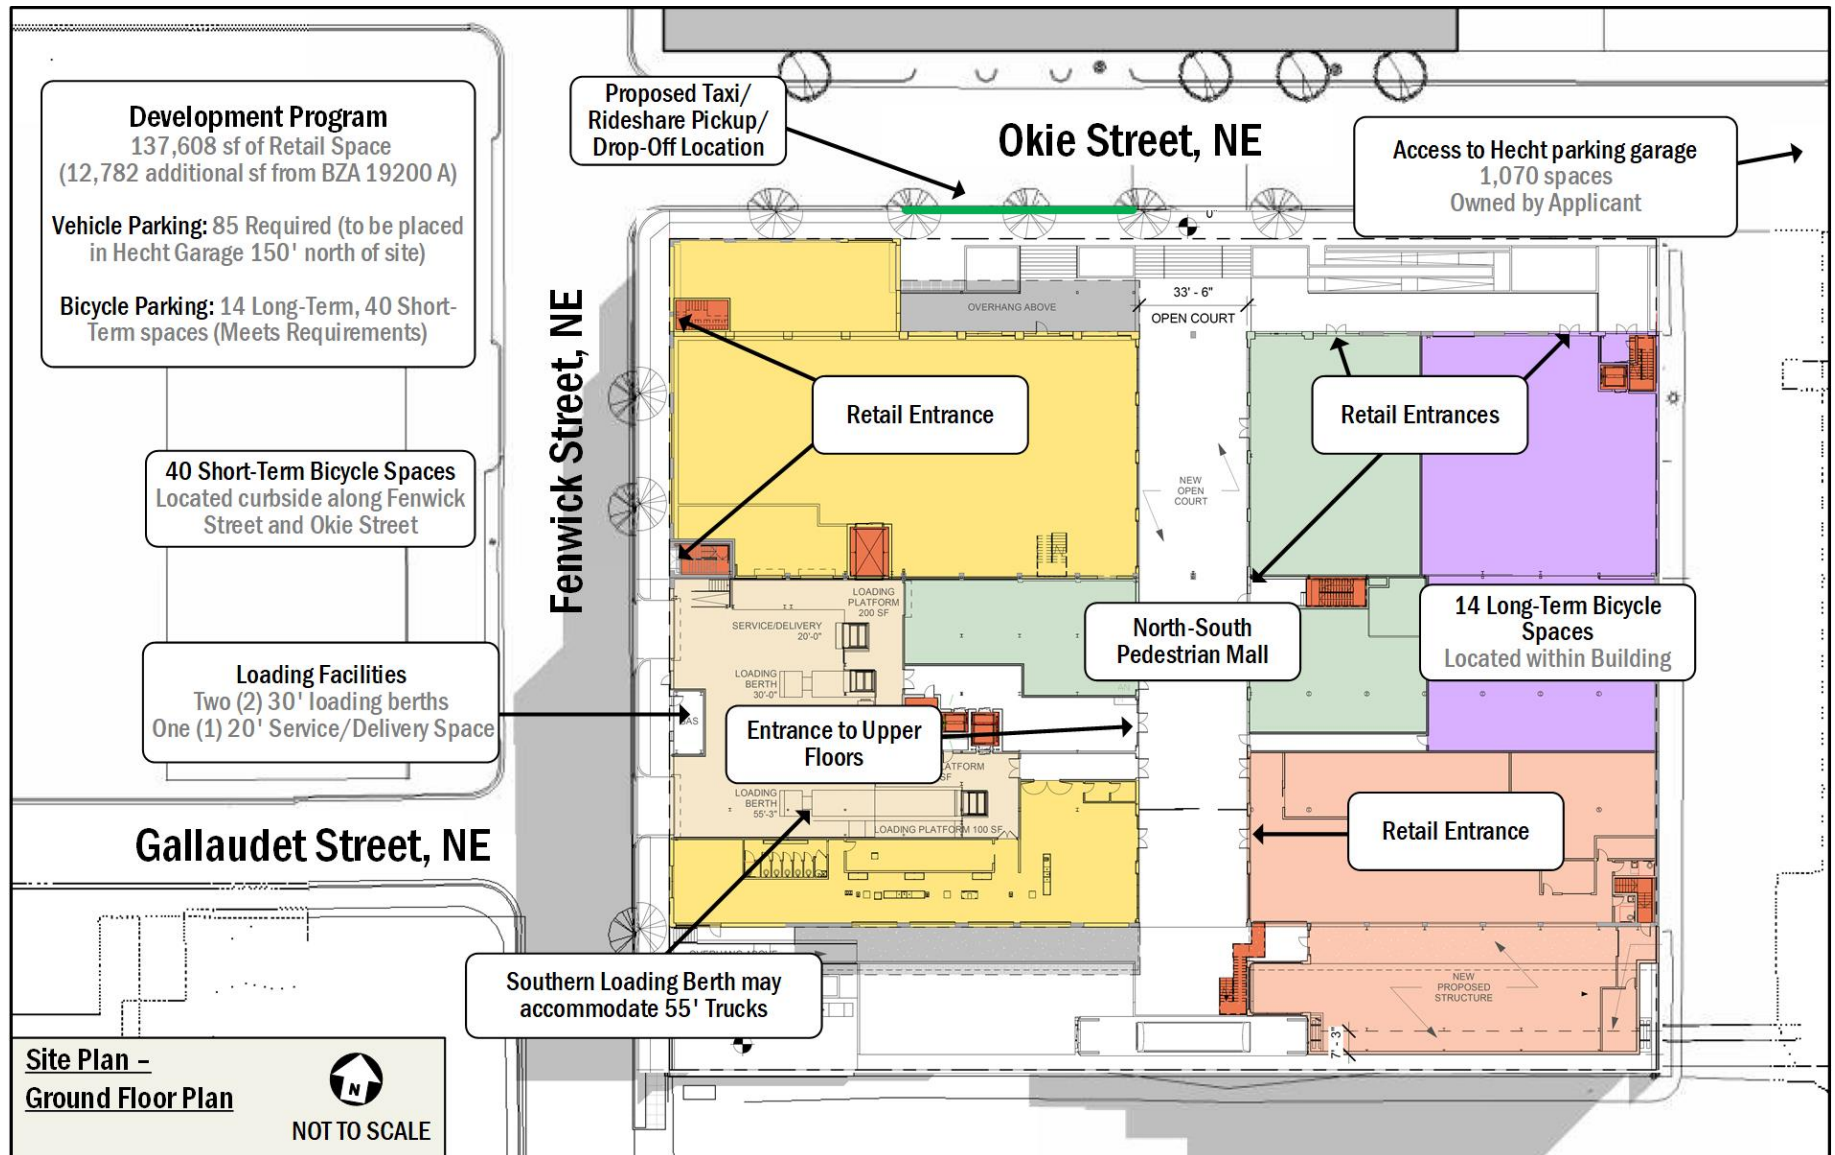 Development Program
137,608 sf of Retail Space
(12,782 additional sf from BZA 19200 A)
Vehicle Parking: 85 Required (to be placed
in Hecht Garage 150' north of site)
Bicycle Parking: 14 Long-Term, 40 Short-
Term spaces (Meets Requirements)
Proposed Taxi/
Rideshare Pickup/
Drop-Off Location
Okie Street, NE
Access to Hecht parking garage
1,070 spaces
Owned by Applicant
0"
33' - 6"
OPEN COURT
OVERHANG ABOVE
Fenwick Street, NE
Retail Entrance
Retail Entrances
NEW
OPEN
COURT
40 Short-Term Bicycle Spaces
Located curbside along Fenwick
Street and Okie Street
LOADING
PLATFORM
200 SF
SERVICE/DELIVERY
20'-0"
LOADING
BERTH
30'-0"
North-South
Pedestrian Mall
14 Long-Term Bicycle
Spaces
Located within Building
Loading Facilities
Two (2) 30' loading berths
One (1) 20' Service/Delivery Space
Entrance to Upper
Floors
LOADING
BERTH
55'-3"
LOADING PLATFORM 100 SF
Retail Entrance
Gallaudet Street, NE
OVERHANG ABOVE
Southern Loading Berth may
accommodate 55' Trucks
NEW
PROPOSED
STRUCTURE
7' - 3"
Site Plan –
Ground Floor Plan
N
NOT TO SCALE